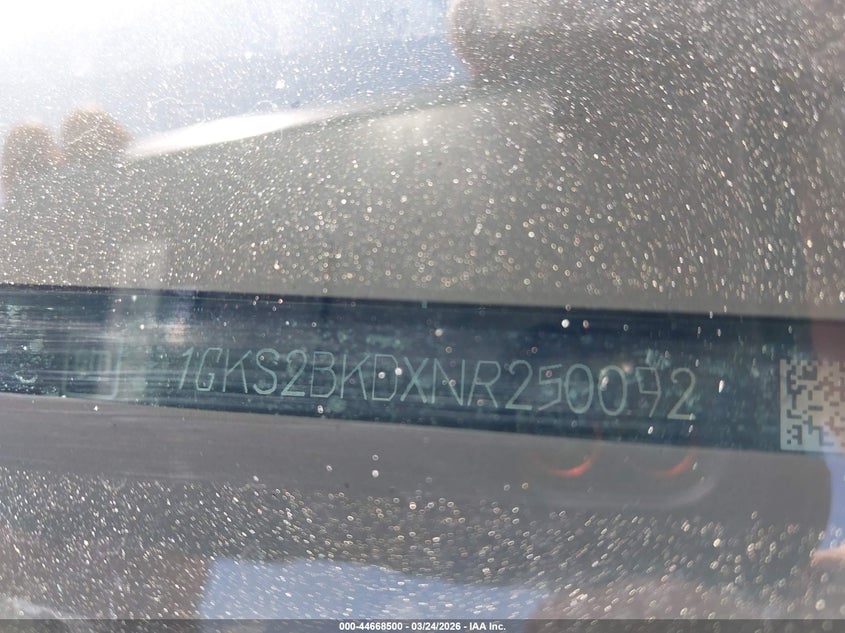 1GKS2BKDXNR250092
000-44668500 - 03/24/2026 - IAA Inc.